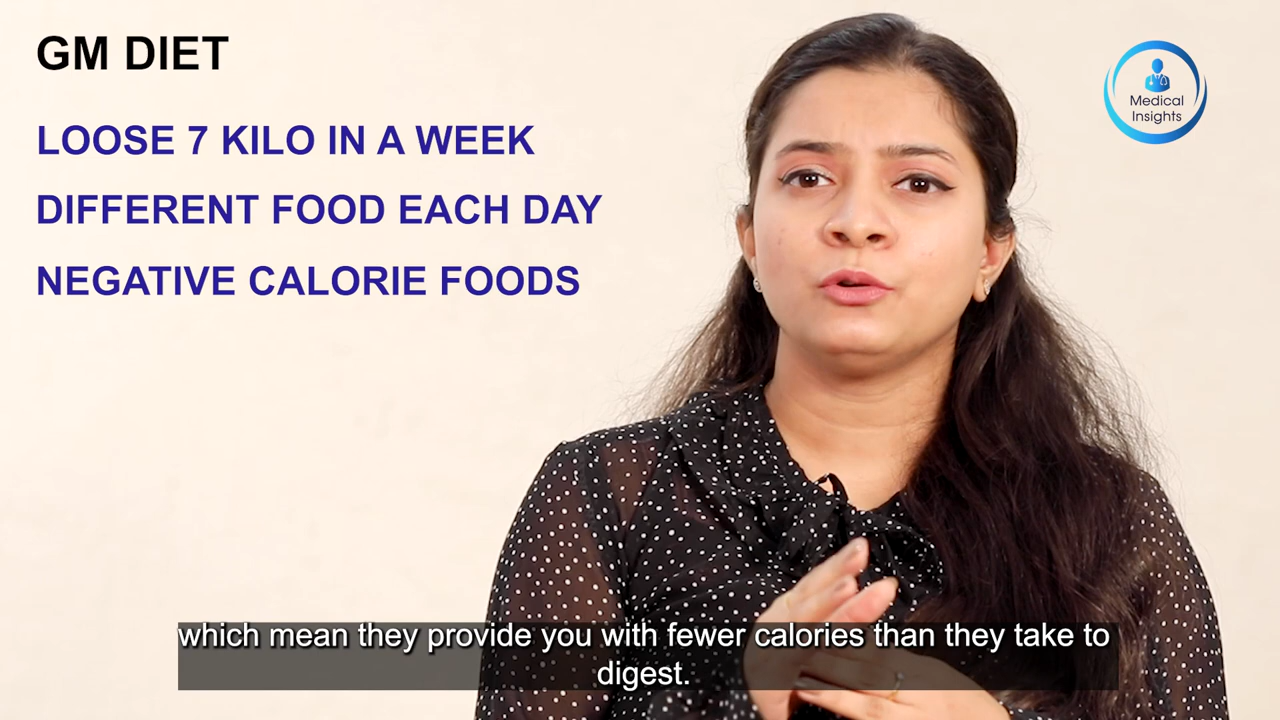 GM DIET
LOOSE 7 KILO IN A WEEK
DIFFERENT FOOD EACH DAY
NEGATIVE CALORIE FOODS
Medical
Insights
which mean they provide you with fewer calories than they take to
digest.